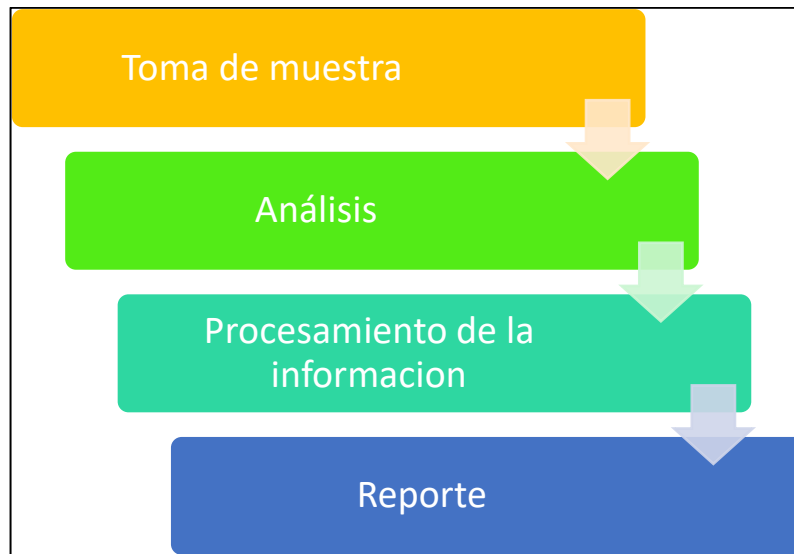 Toma de muestra
Análisis
Procesamiento de la
informacion
Reporte